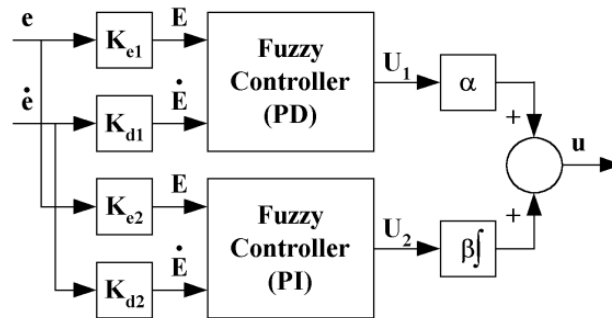 e
K_e1
E
Fuzzy
Controller
(PD)
U_1
α
+
ė
K_d1
Ė
u
K_e2
E
Fuzzy
Controller
(PI)
U_2
β∫
+
K_d2
Ė